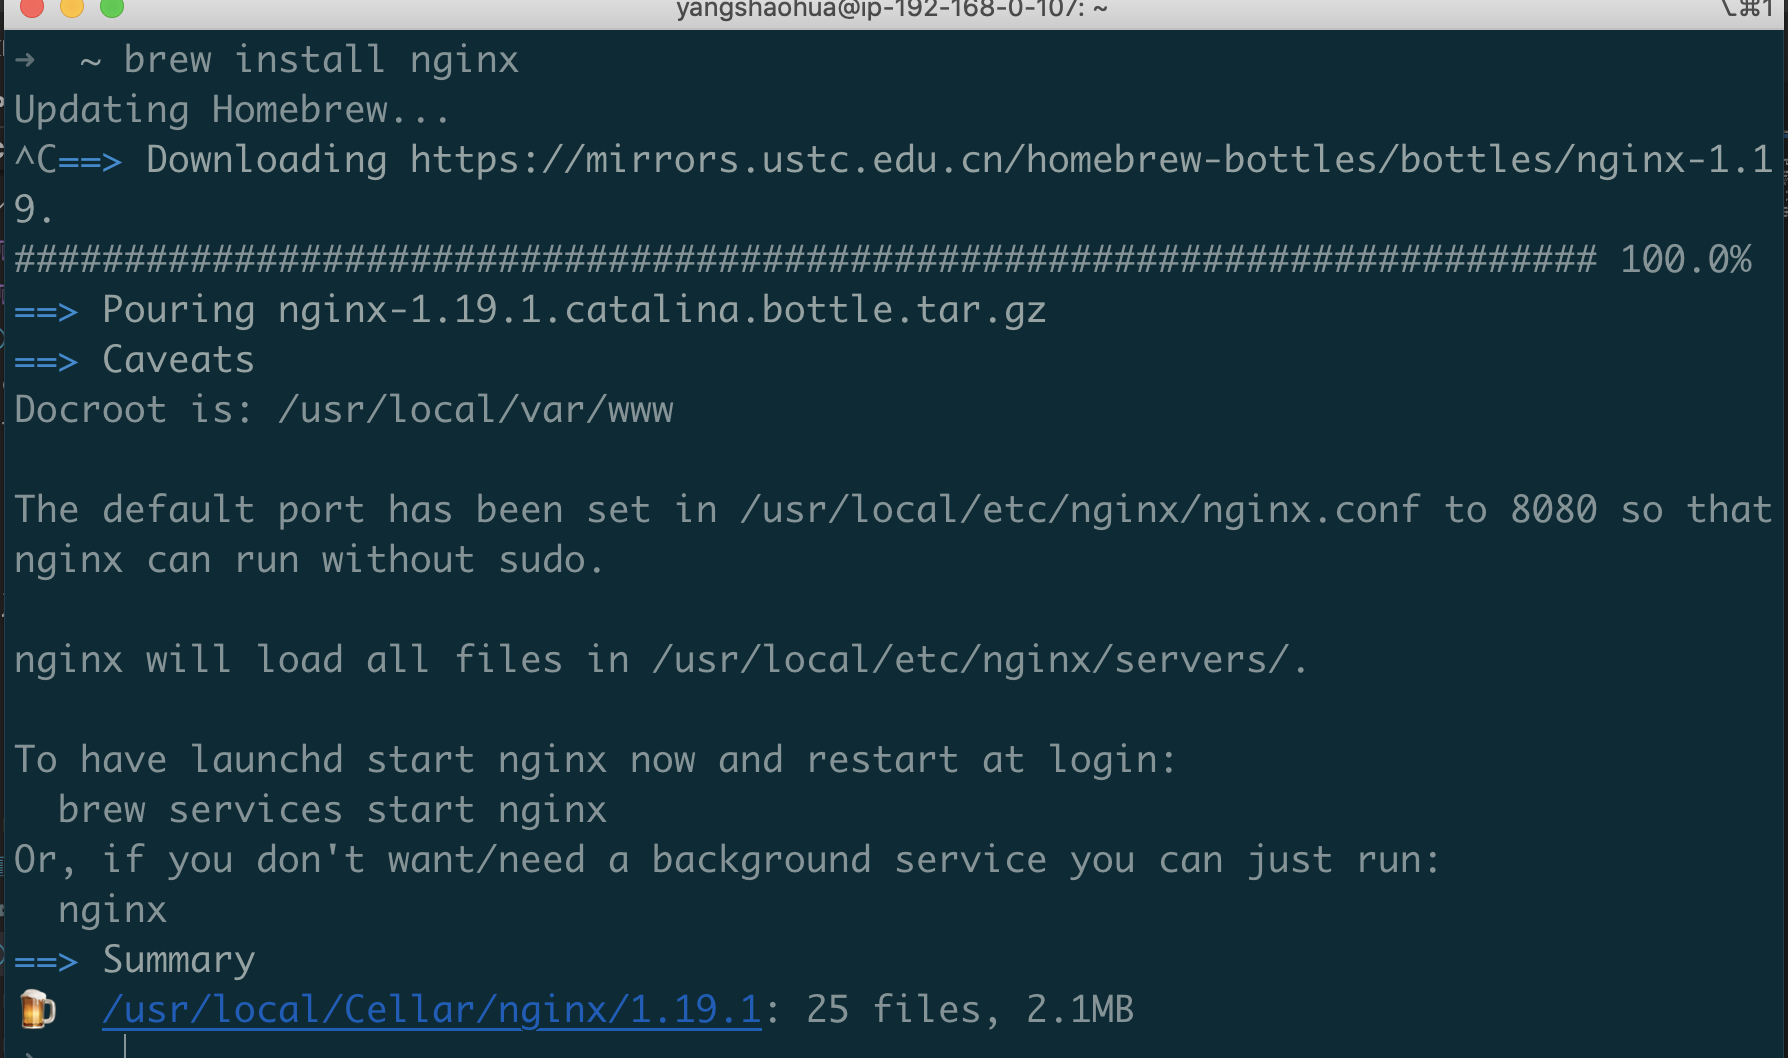 yangshaohua@ip-192-168-0-107: ~ ⌥⌘1
→ ~ brew install nginx
Updating Homebrew...
^C==> Downloading https://mirrors.ustc.edu.cn/homebrew-bottles/bottles/nginx-1.1
9.
######################################################################## 100.0%
==> Pouring nginx-1.19.1.catalina.bottle.tar.gz
==> Caveats
Docroot is: /usr/local/var/www
The default port has been set in /usr/local/etc/nginx/nginx.conf to 8080 so that
nginx can run without sudo.
nginx will load all files in /usr/local/etc/nginx/servers/.
To have launchd start nginx now and restart at login:
brew services start nginx
Or, if you don't want/need a background service you can just run:
nginx
==> Summary
🍺 /usr/local/Cellar/nginx/1.19.1: 25 files, 2.1MB